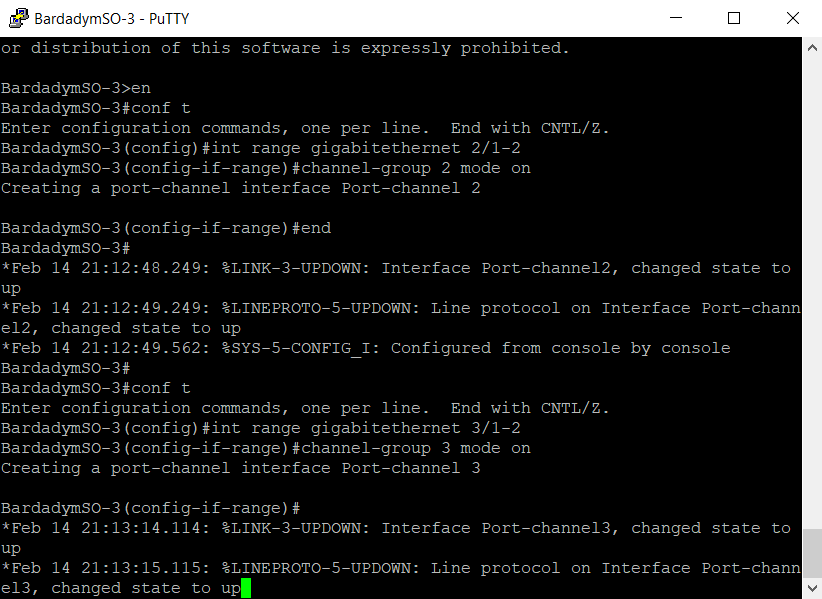 BardadymSO-3 - PuTTY
or distribution of this software is expressly prohibited.
BardadymSO-3>en
BardadymSO-3#conf t
Enter configuration commands, one per line.  End with CNTL/Z.
BardadymSO-3(config)#int range gigabitethernet 2/1-2
BardadymSO-3(config-if-range)#channel-group 2 mode on
Creating a port-channel interface Port-channel 2
BardadymSO-3(config-if-range)#end
BardadymSO-3#
*Feb 14 21:12:48.249: %LINK-3-UPDOWN: Interface Port-channel2, changed state to
up
*Feb 14 21:12:49.249: %LINEPROTO-5-UPDOWN: Line protocol on Interface Port-chann
el2, changed state to up
*Feb 14 21:12:49.562: %SYS-5-CONFIG_I: Configured from console by console
BardadymSO-3#
BardadymSO-3#conf t
Enter configuration commands, one per line.  End with CNTL/Z.
BardadymSO-3(config)#int range gigabitethernet 3/1-2
BardadymSO-3(config-if-range)#channel-group 3 mode on
Creating a port-channel interface Port-channel 3
BardadymSO-3(config-if-range)#
*Feb 14 21:13:14.114: %LINK-3-UPDOWN: Interface Port-channel3, changed state to
up
*Feb 14 21:13:15.115: %LINEPROTO-5-UPDOWN: Line protocol on Interface Port-chann
el3, changed state to up